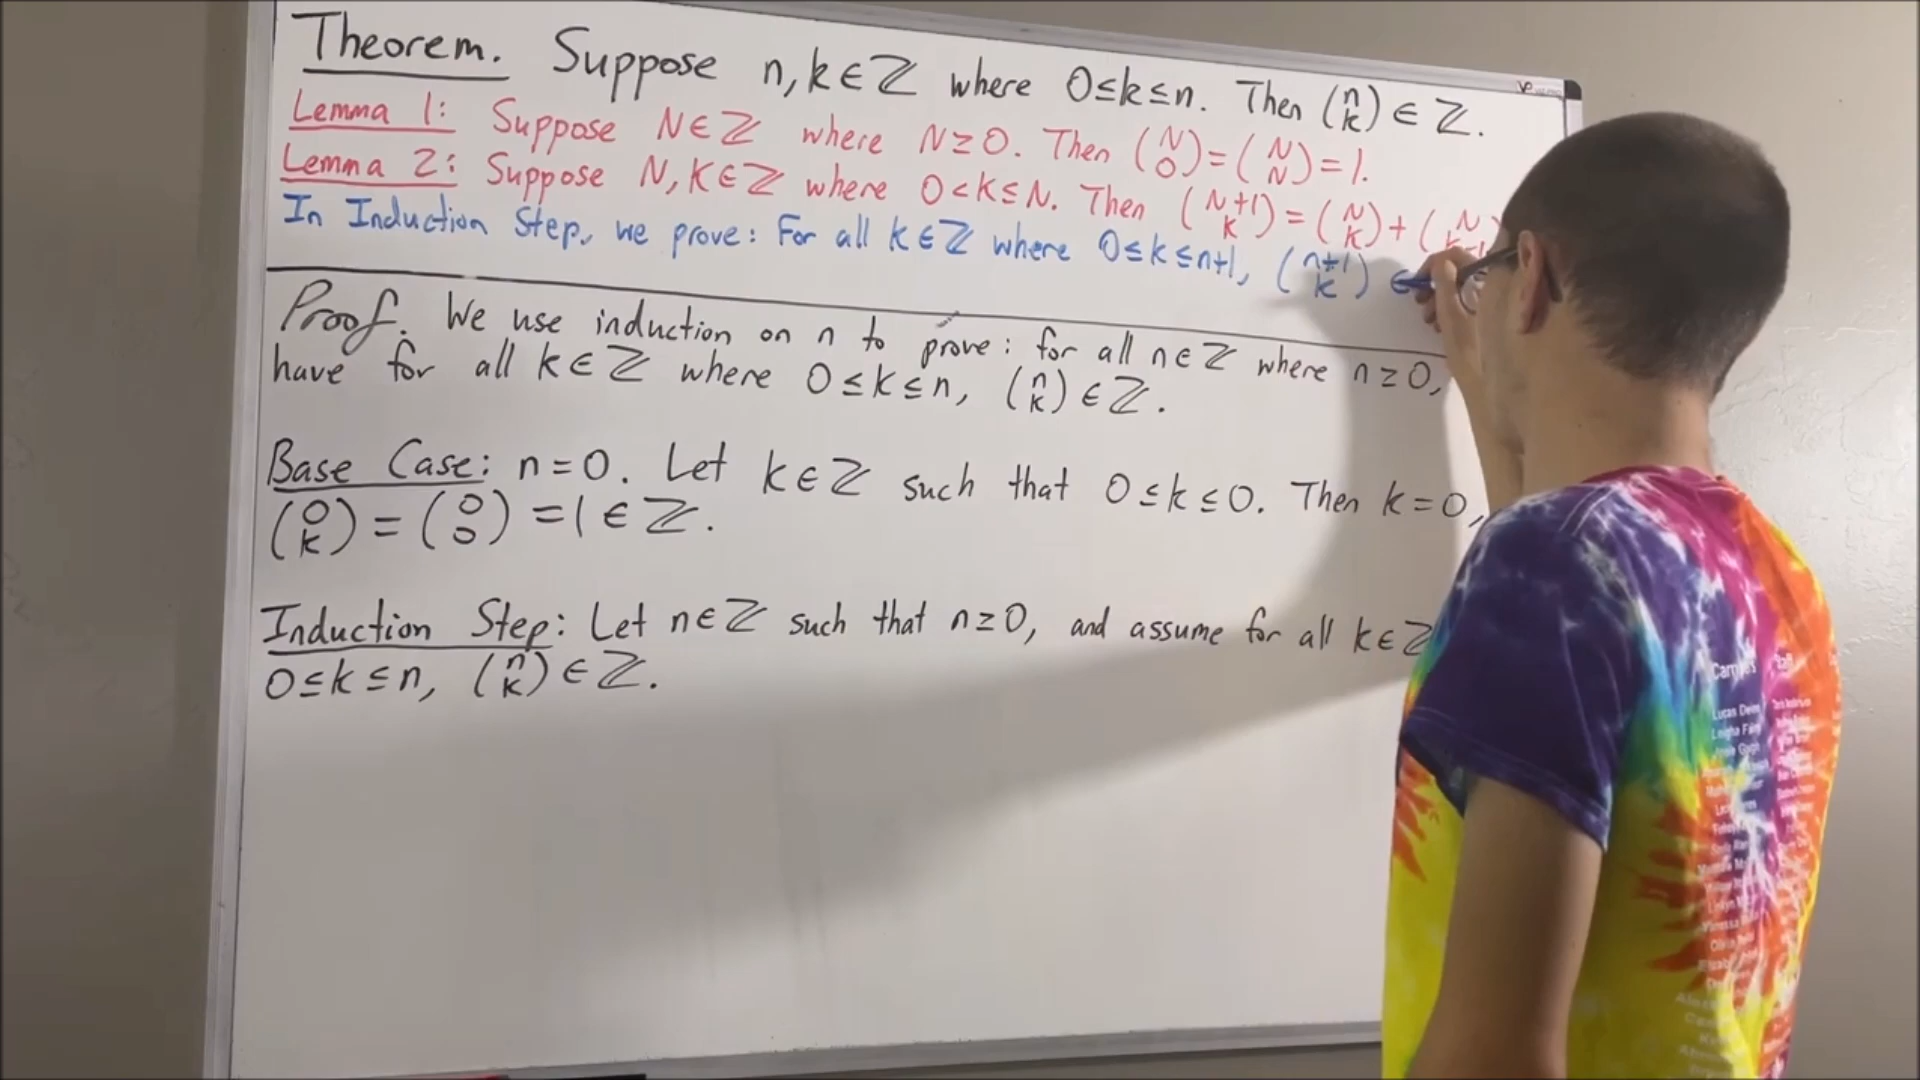 Theorem. Suppose n, k ∈ ℤ where 0 ≤ k ≤ n. Then (n k) ∈ ℤ.
Lemma 1: Suppose N ∈ ℤ where N ≥ 0. Then (N 0) = (N N) = 1.
Lemma 2: Suppose N, K ∈ ℤ where 0 < K ≤ N. Then (N+1 K) = (N K) + (N K-1
In Induction Step, we prove: For all k ∈ ℤ where 0 ≤ k ≤ n+1, (n+1 k) ∈
Proof. We use induction on n to prove: for all n ∈ ℤ where n ≥ 0,
have for all k ∈ ℤ where 0 ≤ k ≤ n, (n k) ∈ ℤ.
Base Case: n = 0. Let k ∈ ℤ such that 0 ≤ k ≤ 0. Then k = 0,
(0 k) = (0 0) = 1 ∈ ℤ.
Induction Step: Let n ∈ ℤ such that n ≥ 0, and assume for all k ∈ ℤ
0 ≤ k ≤ n, (n k) ∈ ℤ.